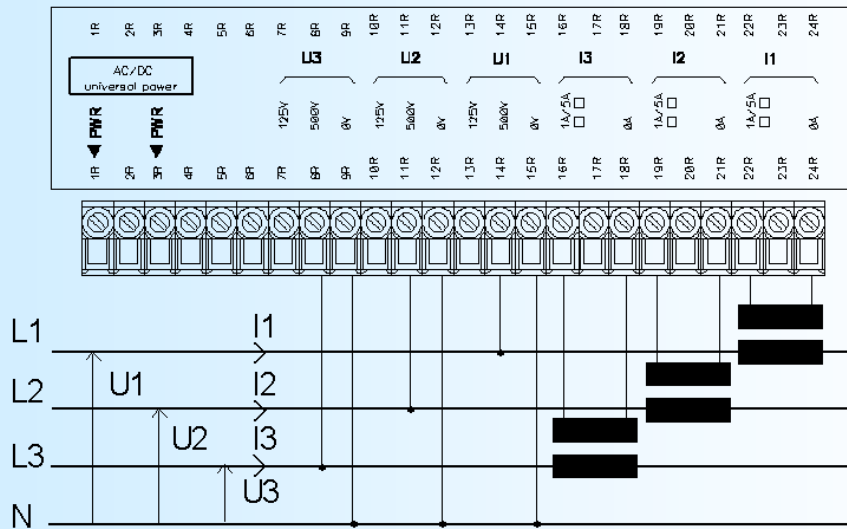 1R 2R 3R 4R 5R 6R 7R 8R 9R 10R 11R 12R 13R 14R 15R 16R 17R 18R 19R 20R 21R 22R 23R 24R
U3 U2 U1 I3 I2 I1
AC/DC
universal power
PWR PWR 125V 500V 0V 125V 500V 0V 125V 500V 0V 1A/5A 0A 1A/5A 0A 1A/5A 0A
1R 2R 3R 4R 5R 6R 7R 8R 9R 10R 11R 12R 13R 14R 15R 16R 17R 18R 19R 20R 21R 22R 23R 24R
L1 I1
U1
L2 I2
U2
L3 I3
U3
N